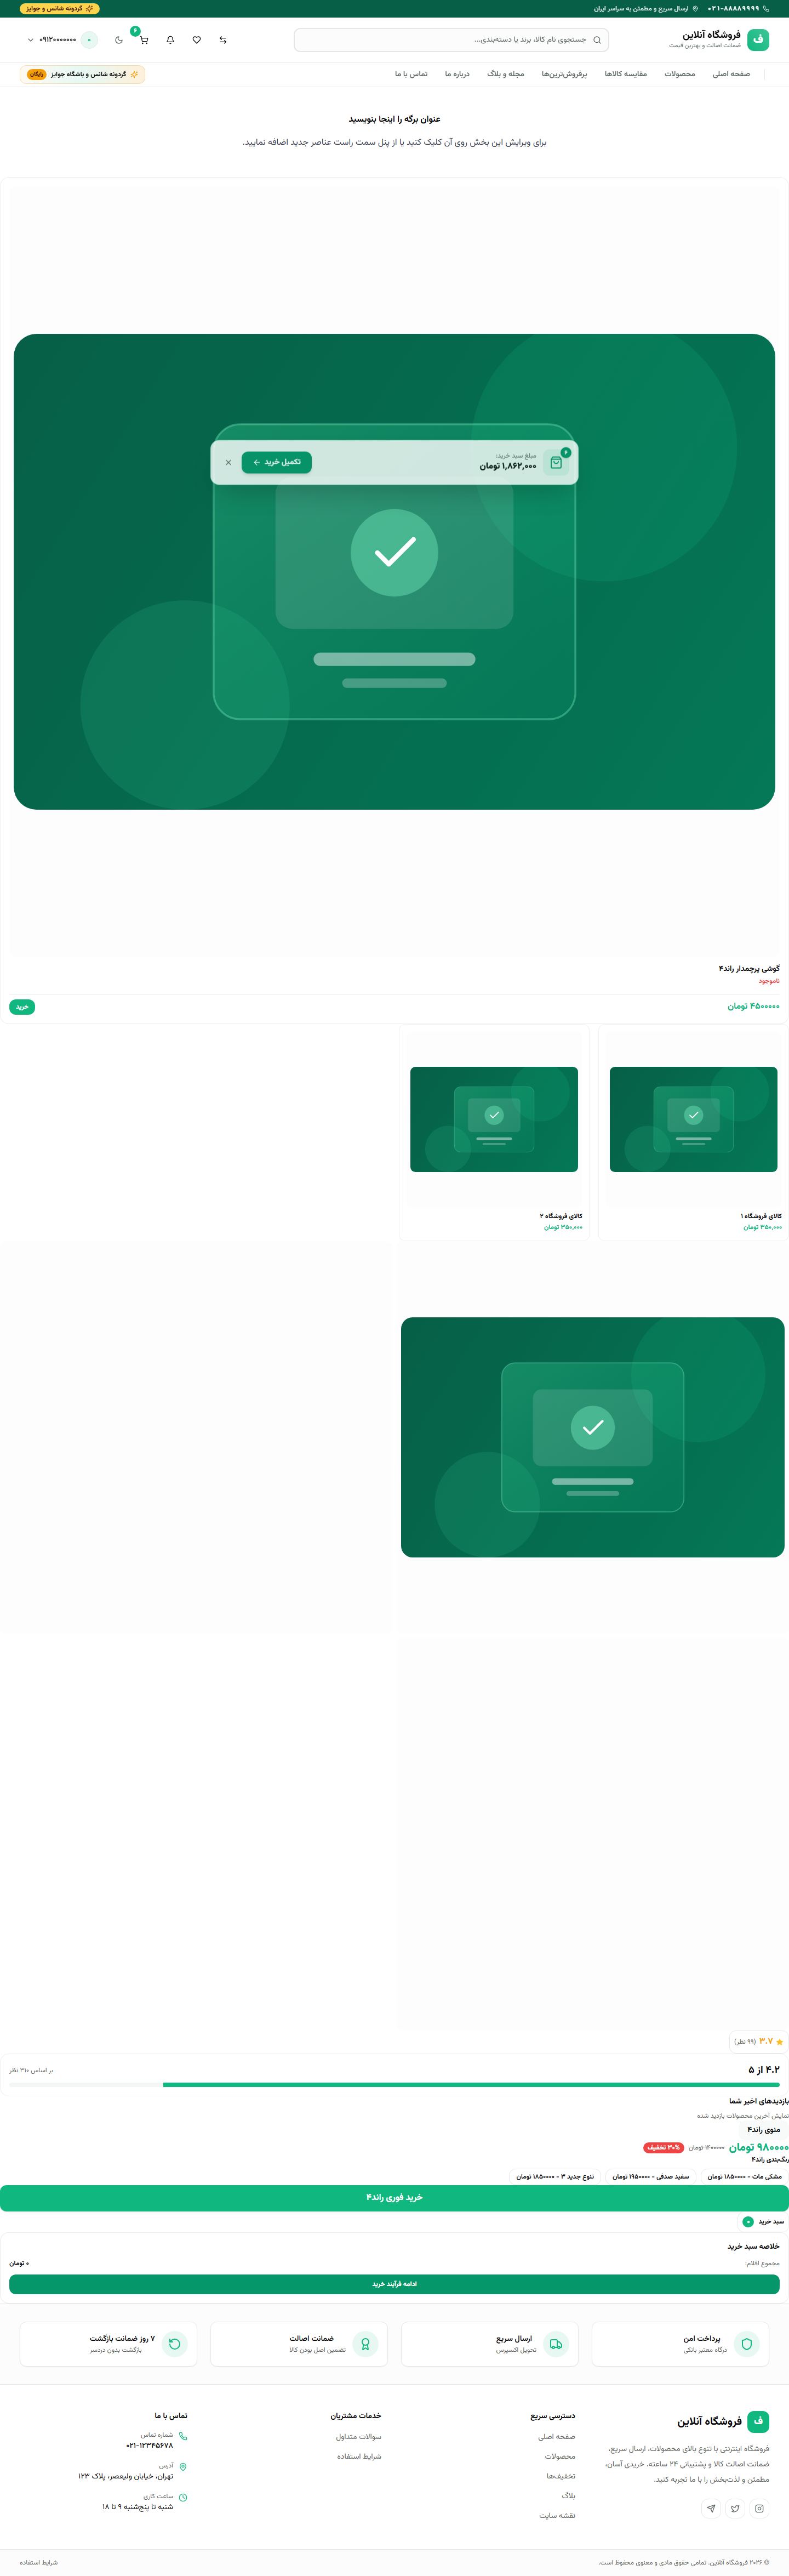 ۰۲۱-۸۸۸۸۹۹۹۹
ارسال سریع و مطمئن به سراسر ایران
گردونه شانس و جوایز
ف
فروشگاه آنلاین
ضمانت اصالت و بهترین قیمت
جستجوی نام کالا، برند یا دسته‌بندی...
۶
۰
۰۹۱۲۰۰۰۰۰۰۰
صفحه اصلی
محصولات
مقایسه کالاها
پرفروش‌ترین‌ها
مجله و بلاگ
درباره ما
تماس با ما
گردونه شانس و باشگاه جوایز
رایگان
عنوان برگه را اینجا بنویسید
برای ویرایش این بخش روی آن کلیک کنید یا از پنل سمت راست عناصر جدید اضافه نمایید.
۶
مبلغ سبد خرید:
۱,۸۶۲,۰۰۰ تومان
تکمیل خرید
گوشی پرچمدار راند۴
ناموجود
۴۵۰۰۰۰۰ تومان
خرید
کالای فروشگاه ۱
۳۵۰,۰۰۰ تومان
کالای فروشگاه ۲
۳۵۰,۰۰۰ تومان
۳.۷ (۹۹ نظر)
۴.۲ از ۵
بر اساس ۳۱۰ نظر
بازدیدهای اخیر شما
نمایش آخرین محصولات بازدید شده
منوی راند۴
۹۸۰۰۰۰ تومان
۱۴۰۰۰۰۰ تومان
۳۰% تخفیف
رنگ‌بندی راند۴
مشکی مات - ۱۸۵۰۰۰۰ تومان
سفید صدفی - ۱۹۵۰۰۰۰ تومان
تنوع جدید ۳ - ۱۸۵۰۰۰۰ تومان
خرید فوری راند۴
سبد خرید
۰
خلاصه سبد خرید
مجموع اقلام:
۰ تومان
ادامه فرآیند خرید
پرداخت امن
درگاه معتبر بانکی
ارسال سریع
تحویل اکسپرس
ضمانت اصالت
تضمین اصل بودن کالا
۷ روز ضمانت بازگشت
بازگشت بدون دردسر
ف
فروشگاه آنلاین
فروشگاه اینترنتی با تنوع بالای محصولات، ارسال سریع،
ضمانت اصالت کالا و پشتیبانی ۲۴ ساعته. خریدی آسان،
مطمئن و لذت‌بخش را با ما تجربه کنید.
دسترسی سریع
صفحه اصلی
محصولات
تخفیف‌ها
بلاگ
نقشه سایت
خدمات مشتریان
سوالات متداول
شرایط استفاده
تماس با ما
شماره تماس
۰۲۱-۱۲۳۴۵۶۷۸
آدرس
تهران، خیابان ولیعصر، پلاک ۱۲۳
ساعت کاری
شنبه تا پنج‌شنبه ۹ تا ۱۸
© ۲۰۲۶ فروشگاه آنلاین. تمامی حقوق مادی و معنوی محفوظ است.
شرایط استفاده